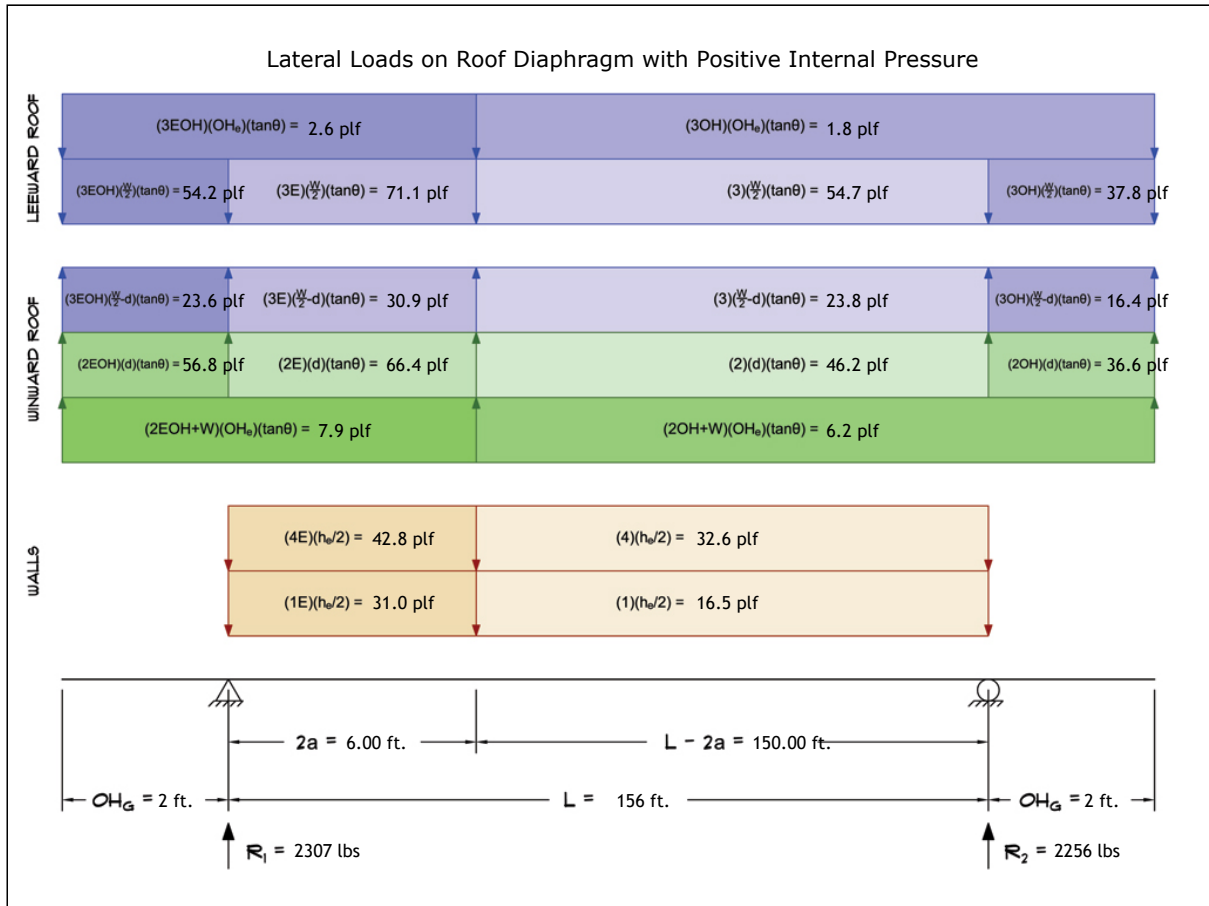 Lateral Loads on Roof Diaphragm with Positive Internal Pressure
LEEWARD ROOF
(3EOH)(OHₑ)(tanθ) = 2.6 plf
(3OH)(OHₑ)(tanθ) = 1.8 plf
(3EOH)(W/2)(tanθ) = 54.2 plf
(3E)(W/2)(tanθ) = 71.1 plf
(3)(W/2)(tanθ) = 54.7 plf
(3OH)(W/2)(tanθ) = 37.8 plf
WINWARD ROOF
(3EOH)(W/2-d)(tanθ) = 23.6 plf
(3E)(W/2-d)(tanθ) = 30.9 plf
(3)(W/2-d)(tanθ) = 23.8 plf
(3OH)(W/2-d)(tanθ) = 16.4 plf
(2EOH)(d)(tanθ) = 56.8 plf
(2E)(d)(tanθ) = 66.4 plf
(2)(d)(tanθ) = 46.2 plf
(2OH)(d)(tanθ) = 36.6 plf
(2EOH+W)(OHₑ)(tanθ) = 7.9 plf
(2OH+W)(OHₑ)(tanθ) = 6.2 plf
WALLS
(4E)(hₑ/2) = 42.8 plf
(4)(hₑ/2) = 32.6 plf
(1E)(hₑ/2) = 31.0 plf
(1)(hₑ/2) = 16.5 plf
2a = 6.00 ft.
L - 2a = 150.00 ft.
OH_G = 2 ft.
L = 156 ft.
OH_G = 2 ft.
R₁ = 2307 lbs
R₂ = 2256 lbs